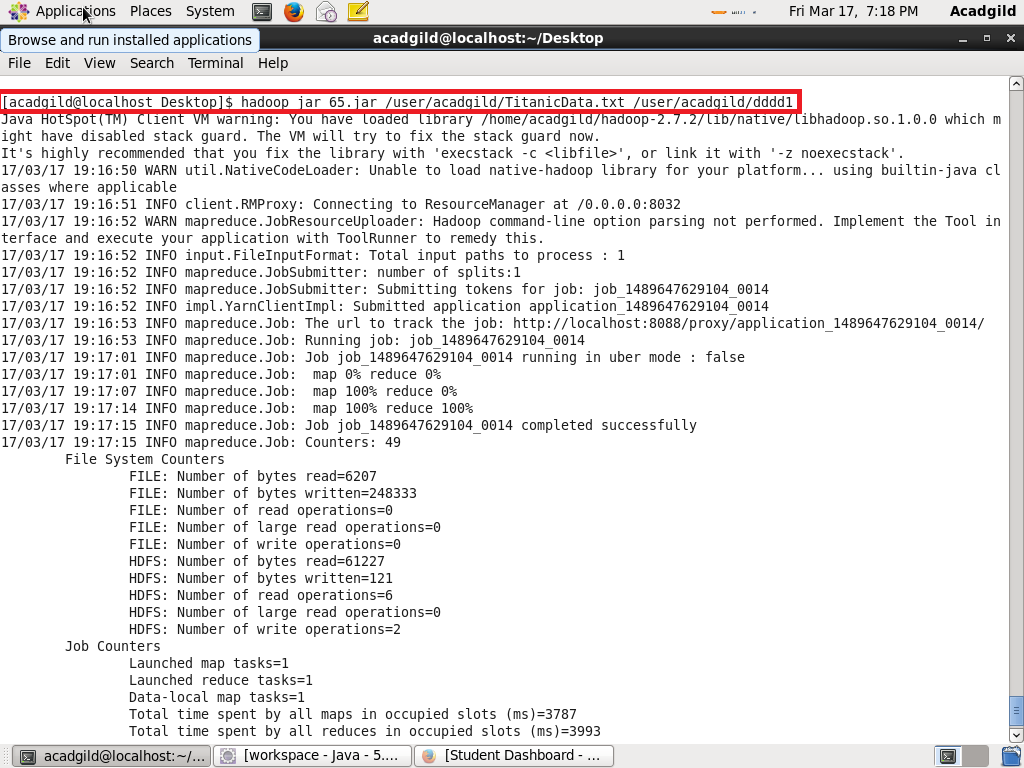 Applications Places System Fri Mar 17, 7:18 PM Acadgild
Browse and run installed applications
acadgild@localhost:~/Desktop
File Edit View Search Terminal Help
[acadgild@localhost Desktop]$ hadoop jar 65.jar /user/acadgild/TitanicData.txt /user/acadgild/dddd1
Java HotSpot(TM) Client VM warning: You have loaded library /home/acadgild/hadoop-2.7.2/lib/native/libhadoop.so.1.0.0 which m
ight have disabled stack guard. The VM will try to fix the stack guard now.
It's highly recommended that you fix the library with 'execstack -c <libfile>', or link it with '-z noexecstack'.
17/03/17 19:16:50 WARN util.NativeCodeLoader: Unable to load native-hadoop library for your platform... using builtin-java cl
asses where applicable
17/03/17 19:16:51 INFO client.RMProxy: Connecting to ResourceManager at /0.0.0.0:8032
17/03/17 19:16:52 WARN mapreduce.JobResourceUploader: Hadoop command-line option parsing not performed. Implement the Tool in
terface and execute your application with ToolRunner to remedy this.
17/03/17 19:16:52 INFO input.FileInputFormat: Total input paths to process : 1
17/03/17 19:16:52 INFO mapreduce.JobSubmitter: number of splits:1
17/03/17 19:16:52 INFO mapreduce.JobSubmitter: Submitting tokens for job: job_1489647629104_0014
17/03/17 19:16:52 INFO impl.YarnClientImpl: Submitted application application_1489647629104_0014
17/03/17 19:16:53 INFO mapreduce.Job: The url to track the job: http://localhost:8088/proxy/application_1489647629104_0014/
17/03/17 19:16:53 INFO mapreduce.Job: Running job: job_1489647629104_0014
17/03/17 19:17:01 INFO mapreduce.Job: Job job_1489647629104_0014 running in uber mode : false
17/03/17 19:17:01 INFO mapreduce.Job:  map 0% reduce 0%
17/03/17 19:17:07 INFO mapreduce.Job:  map 100% reduce 0%
17/03/17 19:17:14 INFO mapreduce.Job:  map 100% reduce 100%
17/03/17 19:17:15 INFO mapreduce.Job: Job job_1489647629104_0014 completed successfully
17/03/17 19:17:15 INFO mapreduce.Job: Counters: 49
File System Counters
FILE: Number of bytes read=6207
FILE: Number of bytes written=248333
FILE: Number of read operations=0
FILE: Number of large read operations=0
FILE: Number of write operations=0
HDFS: Number of bytes read=61227
HDFS: Number of bytes written=121
HDFS: Number of read operations=6
HDFS: Number of large read operations=0
HDFS: Number of write operations=2
Job Counters
Launched map tasks=1
Launched reduce tasks=1
Data-local map tasks=1
Total time spent by all maps in occupied slots (ms)=3787
Total time spent by all reduces in occupied slots (ms)=3993
acadgild@localhost:~/... [workspace - Java - 5.... [Student Dashboard - ...